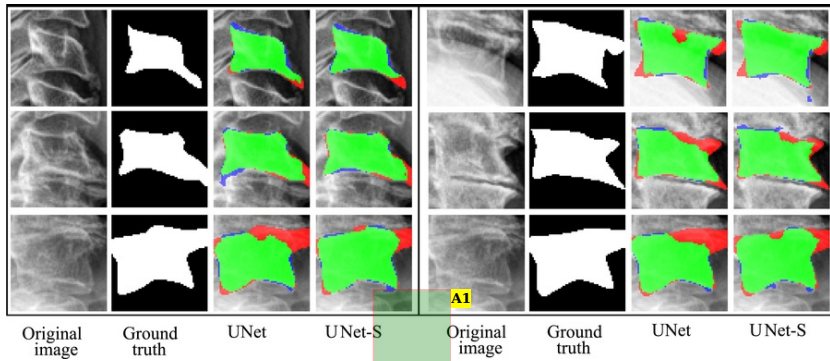 A1
Original image
Ground truth
UNet
UNet-S
Original image
Ground truth
UNet
UNet-S